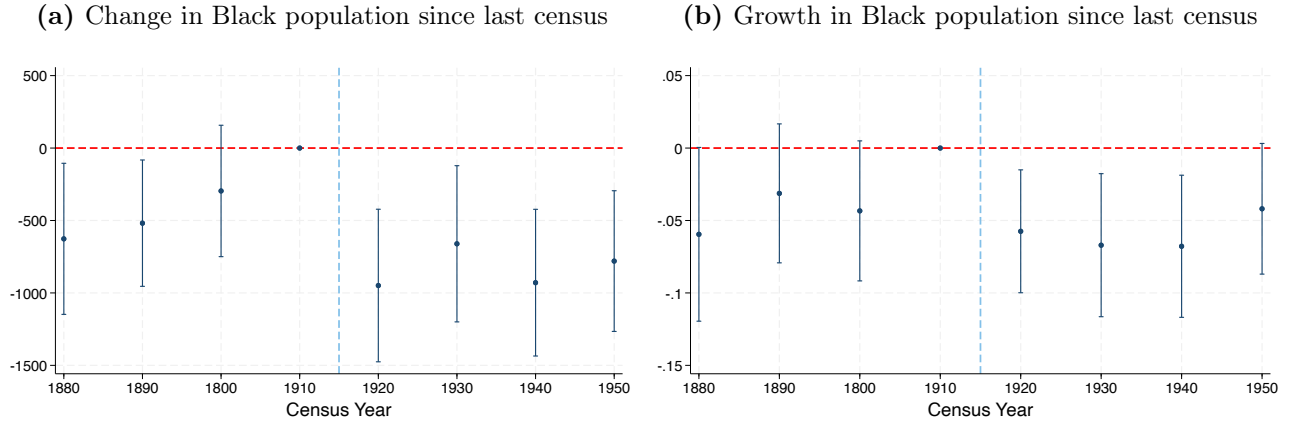 (a) Change in Black population since last census
500
0
-500
-1000
-1500
1880 1890 1800 1910 1920 1930 1940 1950
Census Year
(b) Growth in Black population since last census
.05
0
-.05
-.1
-.15
1880 1890 1800 1910 1920 1930 1940 1950
Census Year